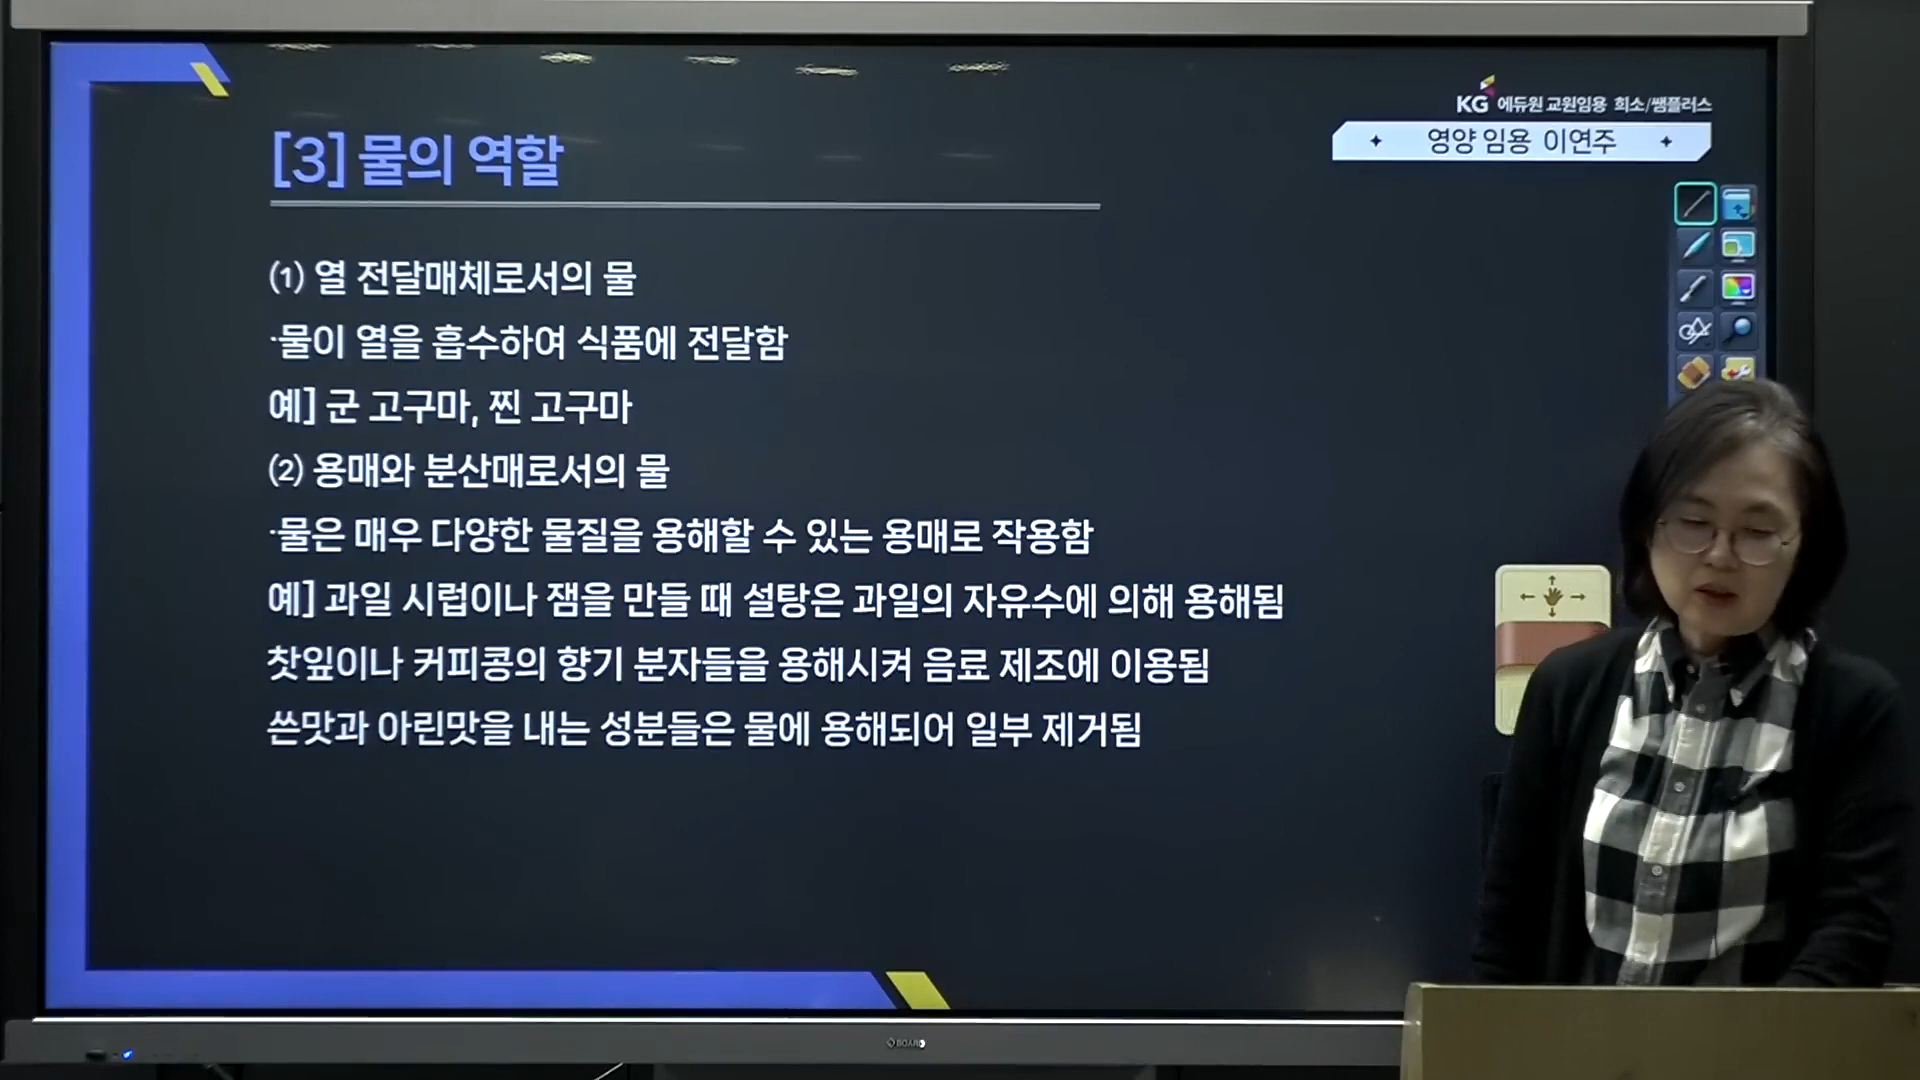 KG 에듀원 교원임용 희소/쌤플러스
영양 임용 이연주
[3] 물의 역할
(1) 열 전달매체로서의 물
·물이 열을 흡수하여 식품에 전달함
예] 군 고구마, 찐 고구마
(2) 용매와 분산매로서의 물
·물은 매우 다양한 물질을 용해할 수 있는 용매로 작용함
예] 과일 시럽이나 잼을 만들 때 설탕은 과일의 자유수에 의해 용해됨
찻잎이나 커피콩의 향기 분자들을 용해시켜 음료 제조에 이용됨
쓴맛과 아린맛을 내는 성분들은 물에 용해되어 일부 제거됨